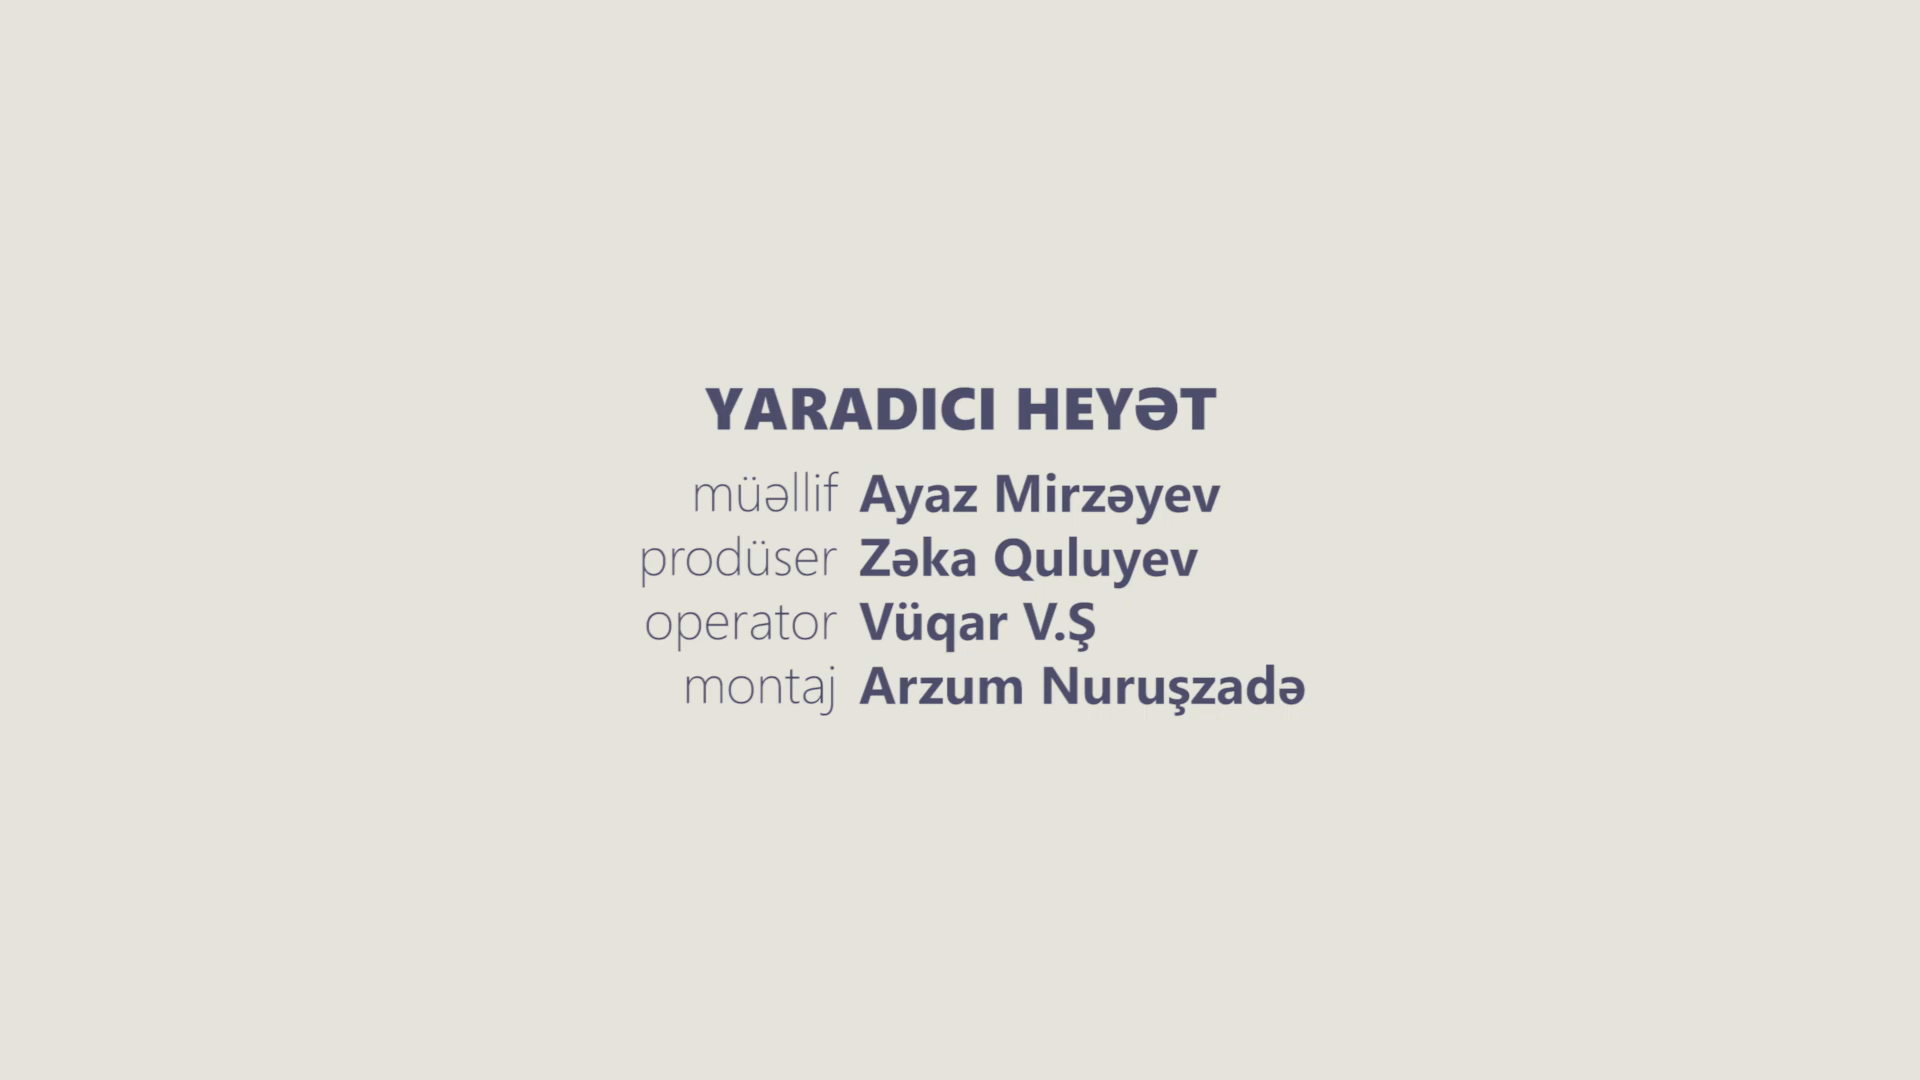 YARADICI HEYƏT
müəllif Ayaz Mirzəyev
prodüser Zəka Quluyev
operator Vüqar V.Ş
montaj Arzum Nuruşzadə